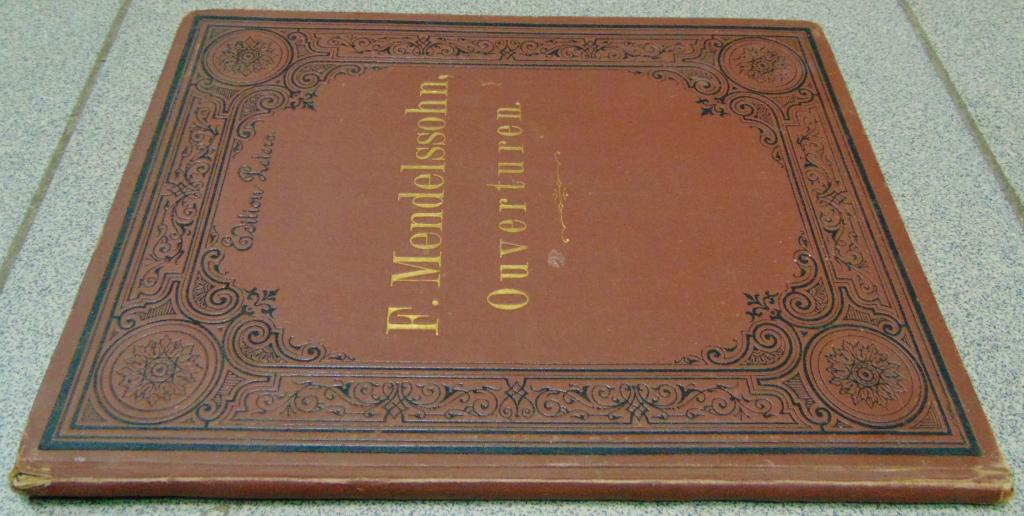 Edition Peters.
F. Mendelssohn,
Ouverturen.